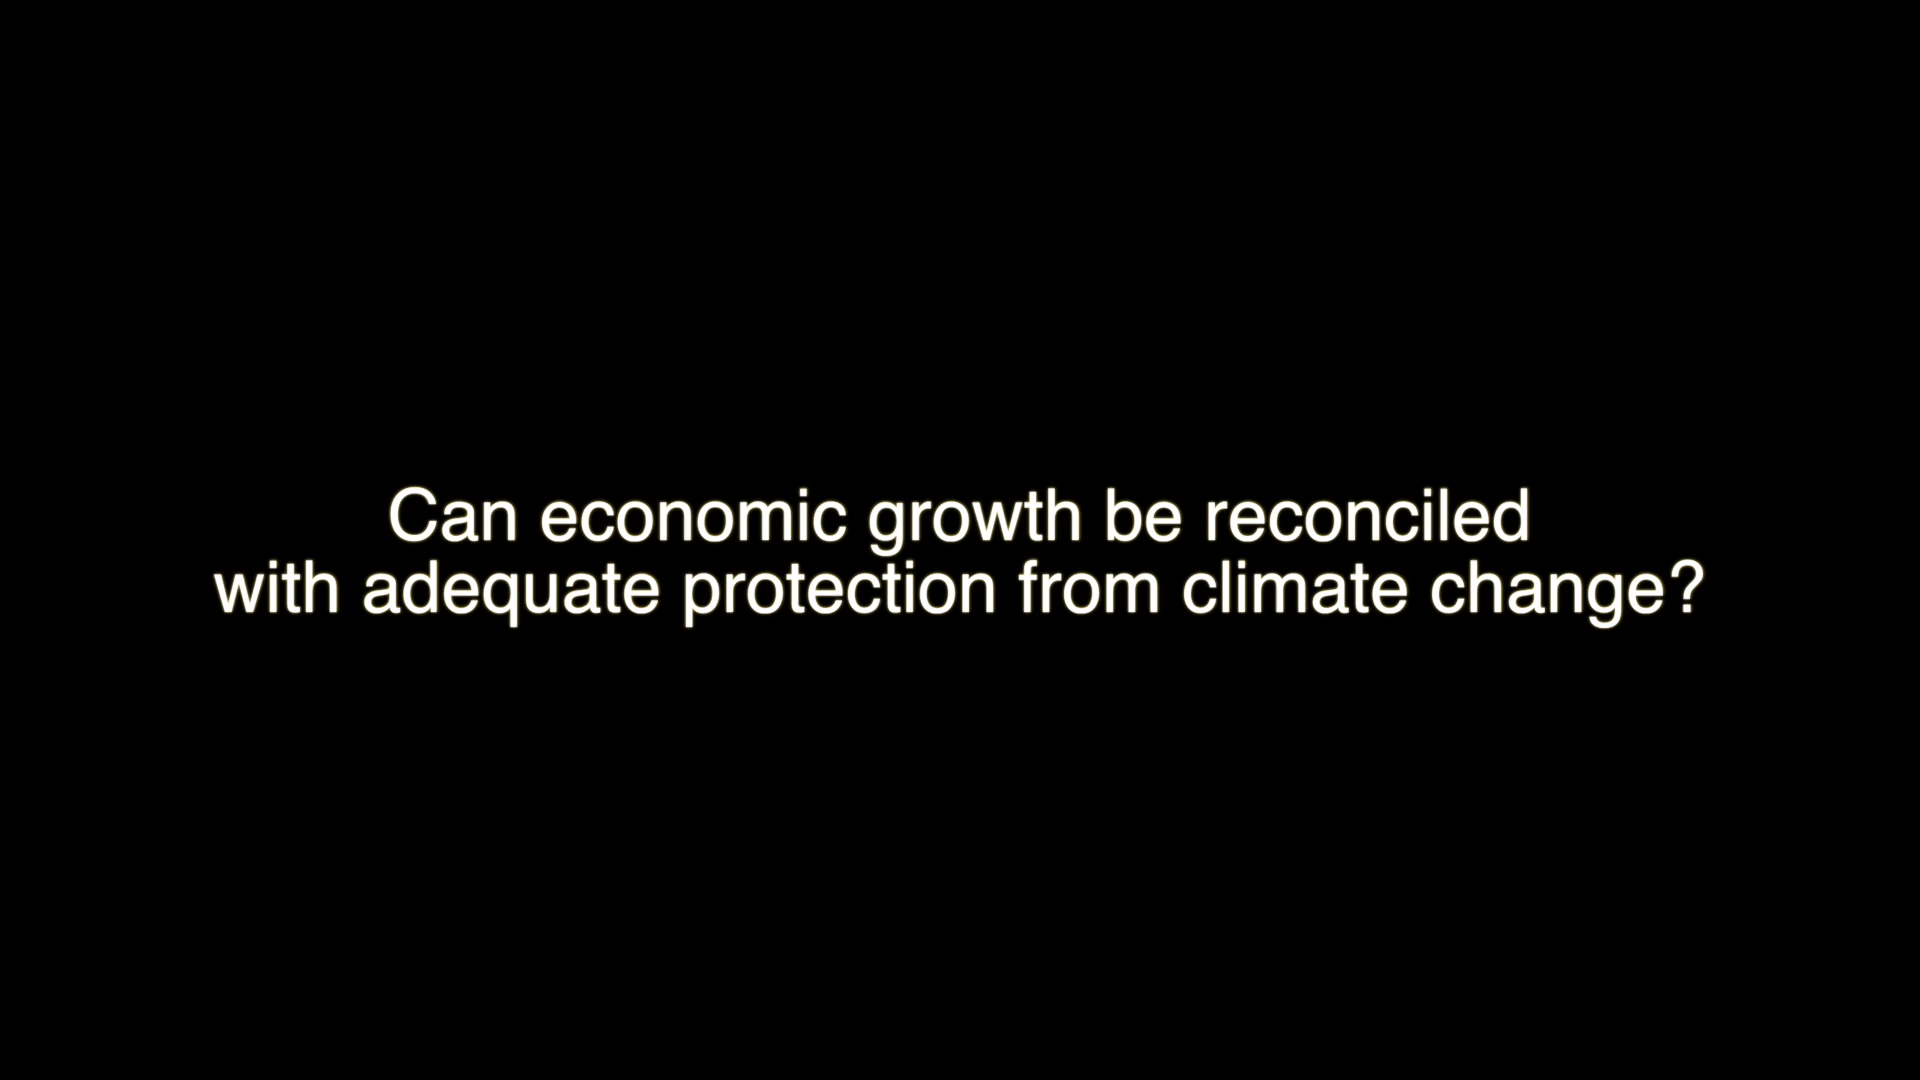 Can economic growth be reconciled
with adequate protection from climate change?